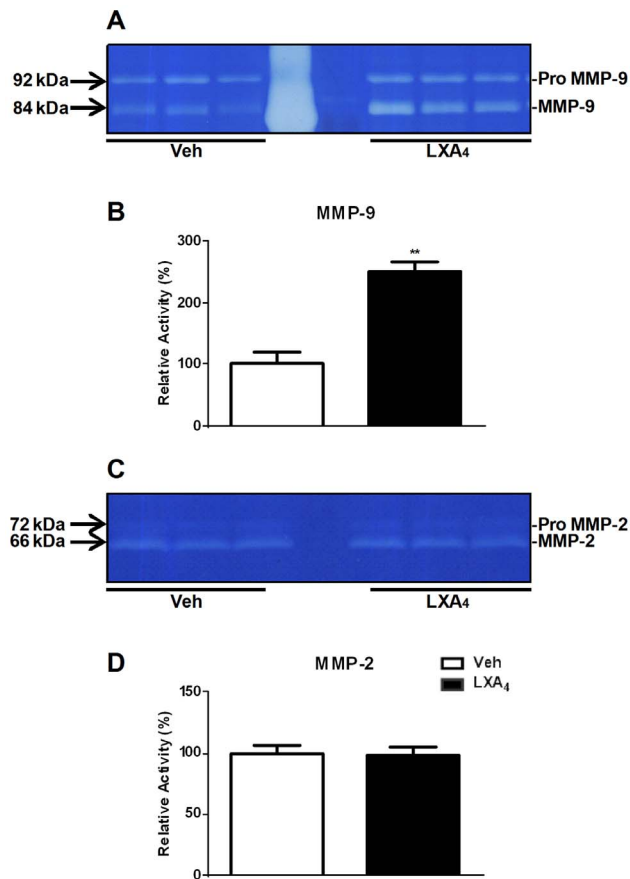 A
92 kDa
84 kDa
-Pro MMP-9
-MMP-9
Veh
LXA₄
B
MMP-9
Relative Activity (%)
300
200
100
0
**
C
72 kDa
66 kDa
-Pro MMP-2
-MMP-2
Veh
LXA₄
D
MMP-2
Veh
LXA₄
Relative Activity (%)
150
100
50
0